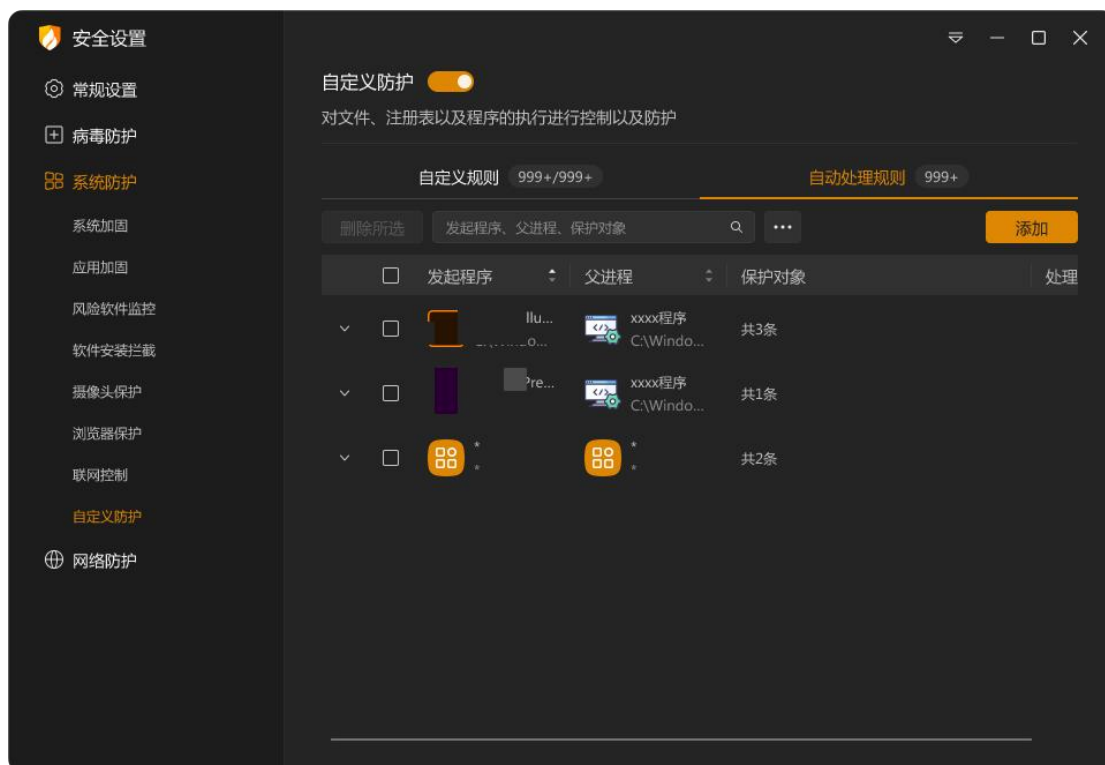 安全设置
常规设置
病毒防护
系统防护
系统加固
应用加固
风险软件监控
软件安装拦截
摄像头保护
浏览器保护
联网控制
自定义防护
网络防护
自定义防护
对文件、注册表以及程序的执行进行控制以及防护
自定义规则 999+/999+ 自动处理规则 999+
删除所选 发起程序、父进程、保护对象 ••• 添加
发起程序 父进程 保护对象 处理
llu... xxxx程序 共3条
C:\Windo...
Pre... xxxx程序 共1条
C:\Windo...
* * 共2条
* *